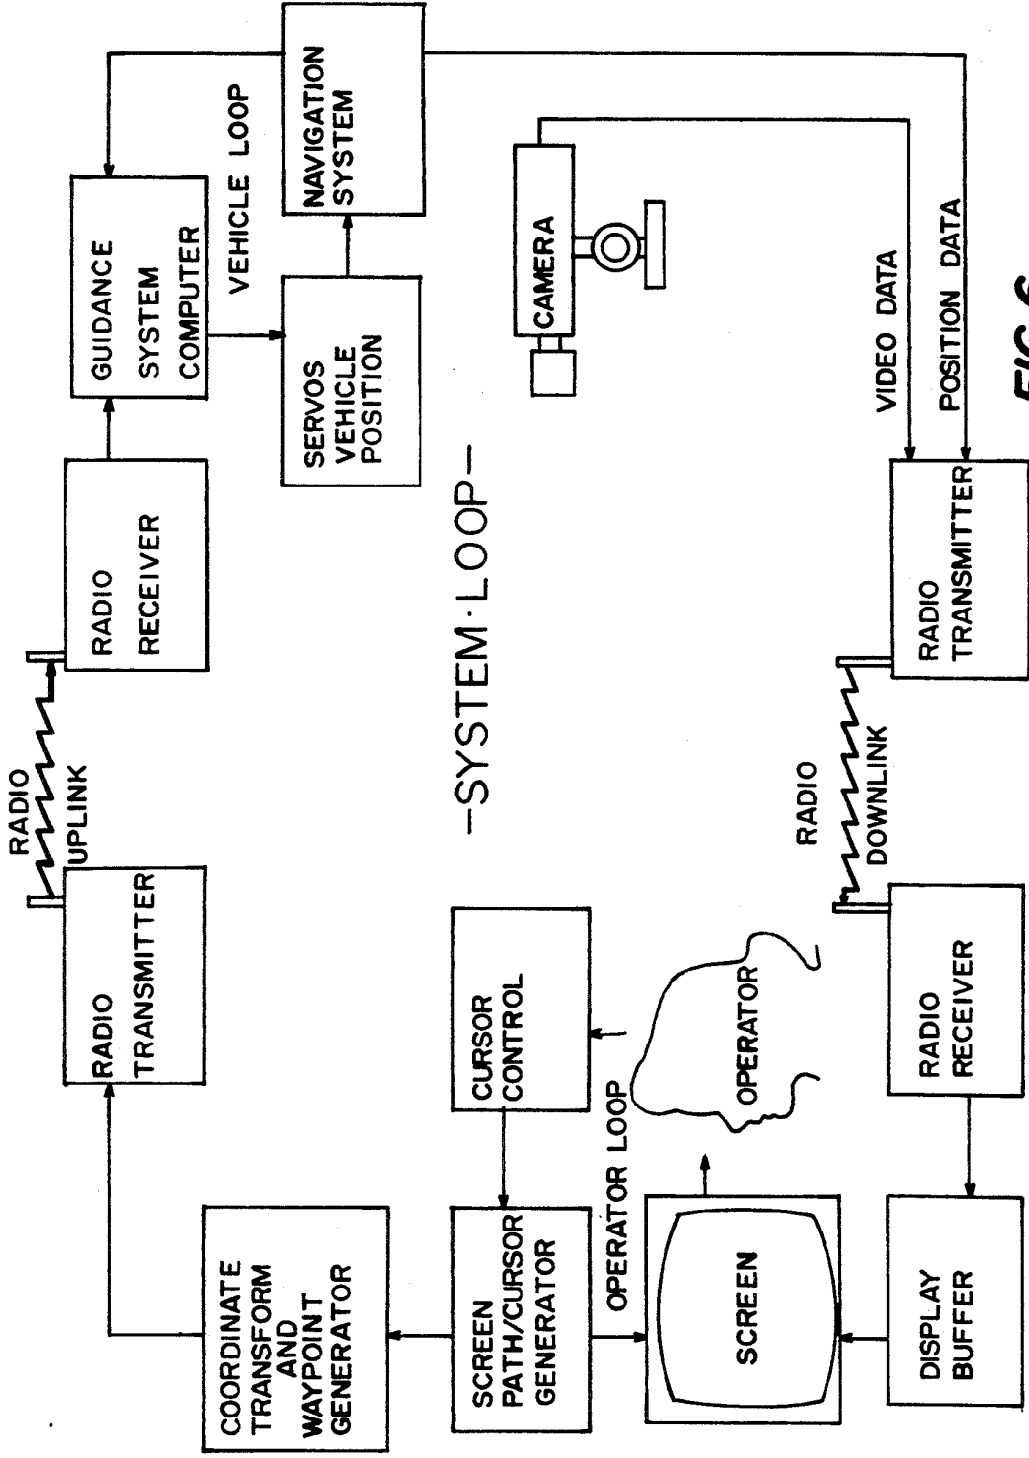 RADIO
UPLINK
RADIO
TRANSMITTER
RADIO
RECEIVER
GUIDANCE
SYSTEM
COMPUTER
VEHICLE LOOP
COORDINATE
TRANSFORM
AND
WAYPOINT
GENERATOR
SERVOS
VEHICLE
POSITION
NAVIGATION
SYSTEM
SCREEN
PATH/CURSOR
GENERATOR
CURSOR
CONTROL
-SYSTEM·LOOP-
CAMERA
OPERATOR LOOP
SCREEN
OPERATOR
RADIO
DOWNLINK
VIDEO DATA
POSITION DATA
DISPLAY
BUFFER
RADIO
RECEIVER
RADIO
TRANSMITTER
FIG.6